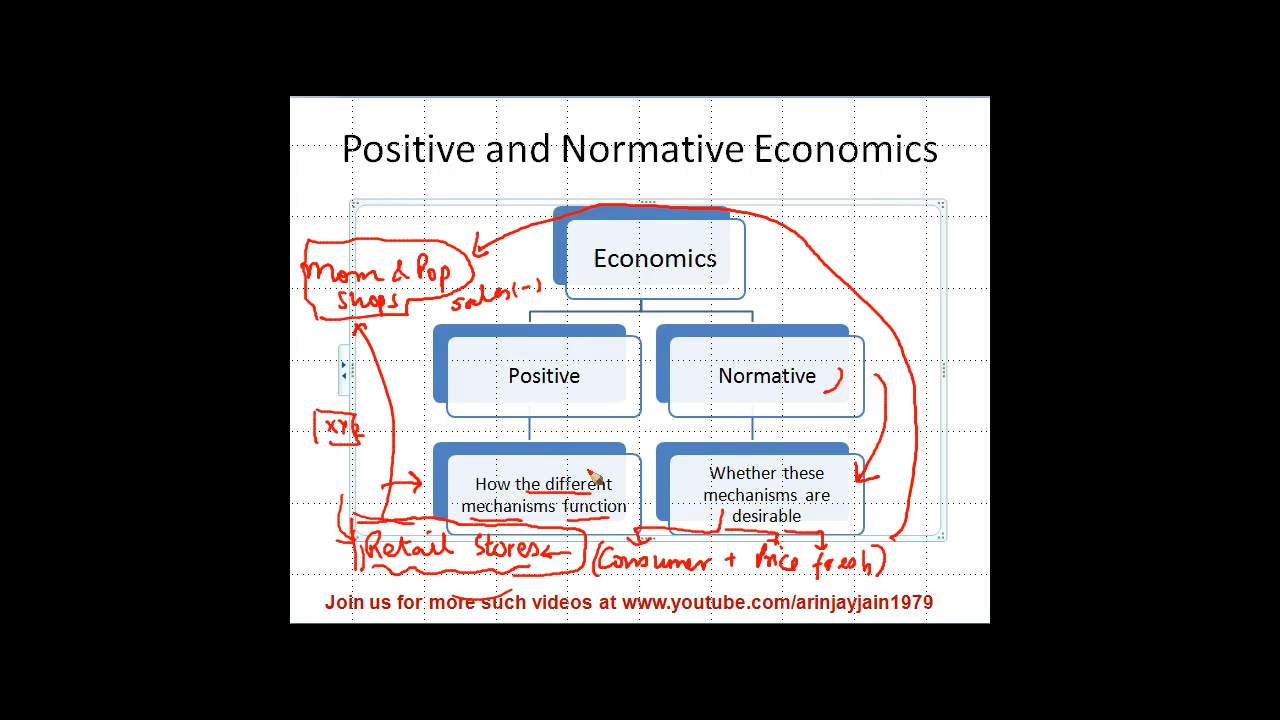 Positive and Normative Economics
Economics
Mom & Pop
Shops
sales(-)
Positive
Normative
How the different
mechanisms function
Whether these
mechanisms are
desirable
Retail Stores
(Consumer + Price fresh)
Join us for more such videos at www.youtube.com/arinjayjain1979